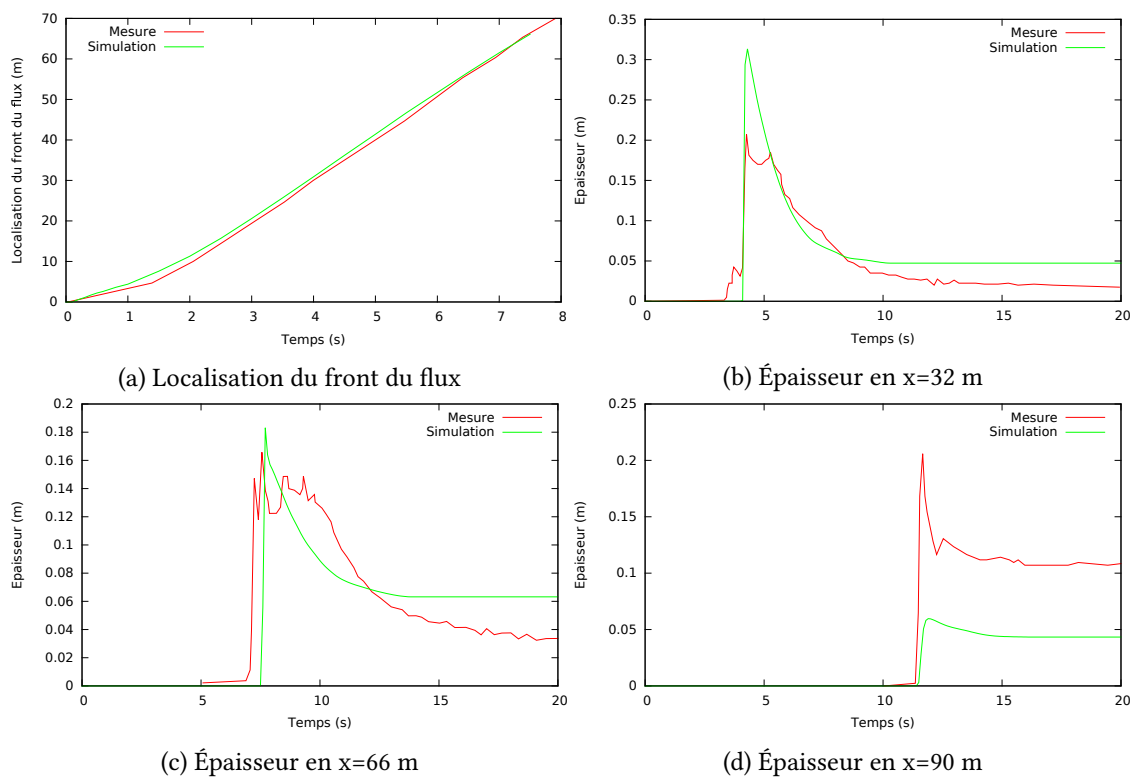 Mesure
Simulation
Localisation du front du flux (m)
70
60
50
40
30
20
10
0
0 1 2 3 4 5 6 7 8
Temps (s)
(a) Localisation du front du flux
Mesure
Simulation
Epaisseur (m)
0.35
0.3
0.25
0.2
0.15
0.1
0.05
0
0 5 10 15 20
Temps (s)
(b) Épaisseur en x=32 m
Mesure
Simulation
Epaisseur (m)
0.2
0.18
0.16
0.14
0.12
0.1
0.08
0.06
0.04
0.02
0
0 5 10 15 20
Temps (s)
(c) Épaisseur en x=66 m
Mesure
Simulation
Epaisseur (m)
0.25
0.2
0.15
0.1
0.05
0
0 5 10 15 20
Temps (s)
(d) Épaisseur en x=90 m